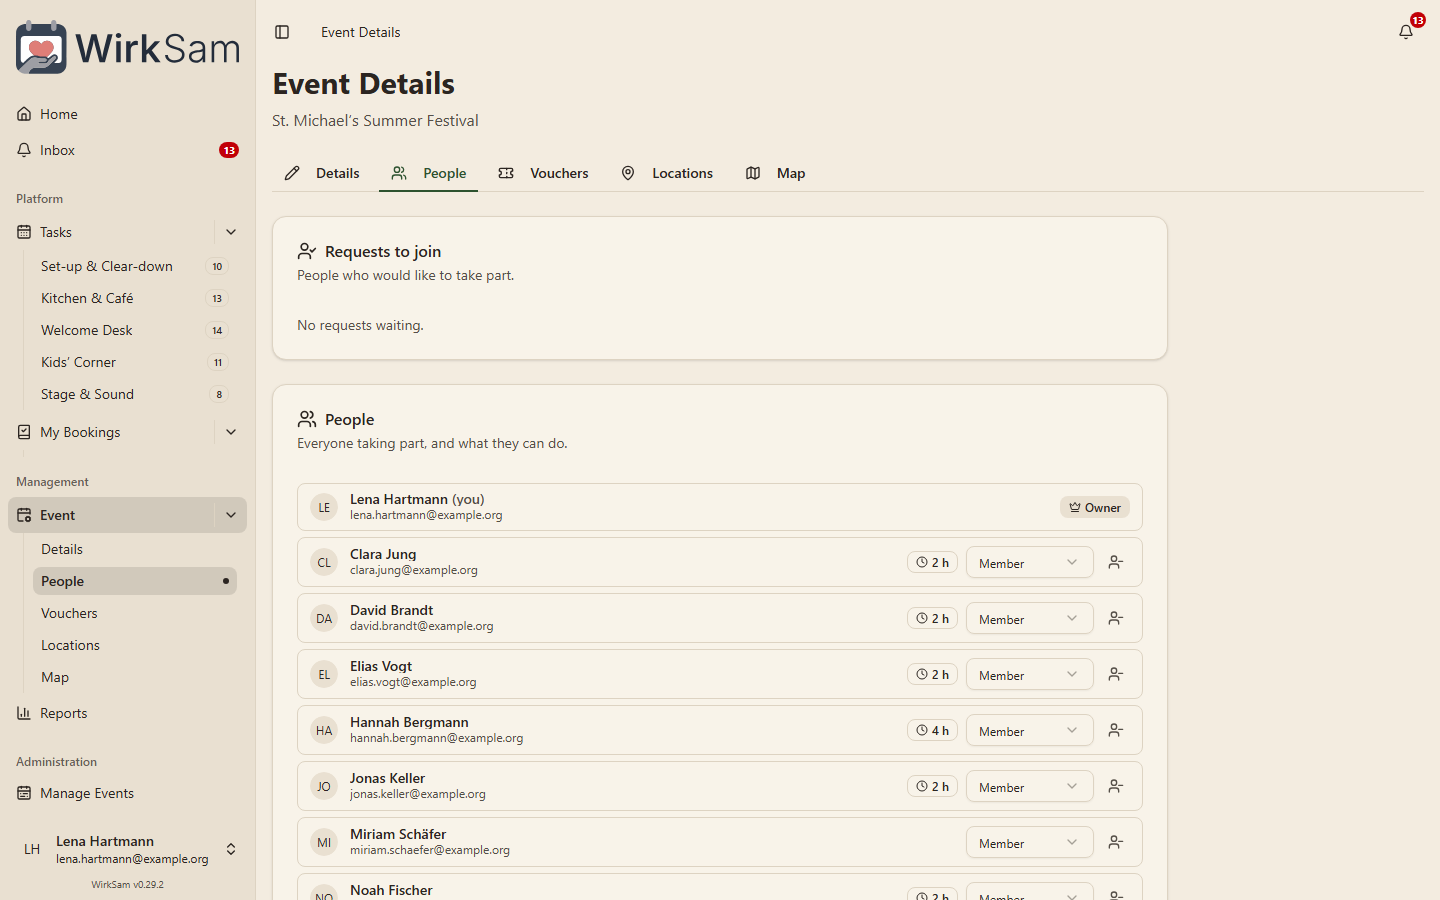 WirkSam
Home
Inbox 13
Platform
Tasks
Set-up & Clear-down 10
Kitchen & Café 13
Welcome Desk 14
Kids’ Corner 11
Stage & Sound 8
My Bookings
Management
Event
Details
People
Vouchers
Locations
Map
Reports
Administration
Manage Events
LH Lena Hartmann
lena.hartmann@example.org
WirkSam v0.29.2
Event Details 13
Event Details
St. Michael’s Summer Festival
Details People Vouchers Locations Map
Requests to join
People who would like to take part.
No requests waiting.
People
Everyone taking part, and what they can do.
LE Lena Hartmann (you) Owner
lena.hartmann@example.org
CL Clara Jung 2 h Member
clara.jung@example.org
DA David Brandt 2 h Member
david.brandt@example.org
EL Elias Vogt 2 h Member
elias.vogt@example.org
HA Hannah Bergmann 4 h Member
hannah.bergmann@example.org
JO Jonas Keller 2 h Member
jonas.keller@example.org
MI Miriam Schäfer Member
miriam.schaefer@example.org
NO Noah Fischer 2 h Member